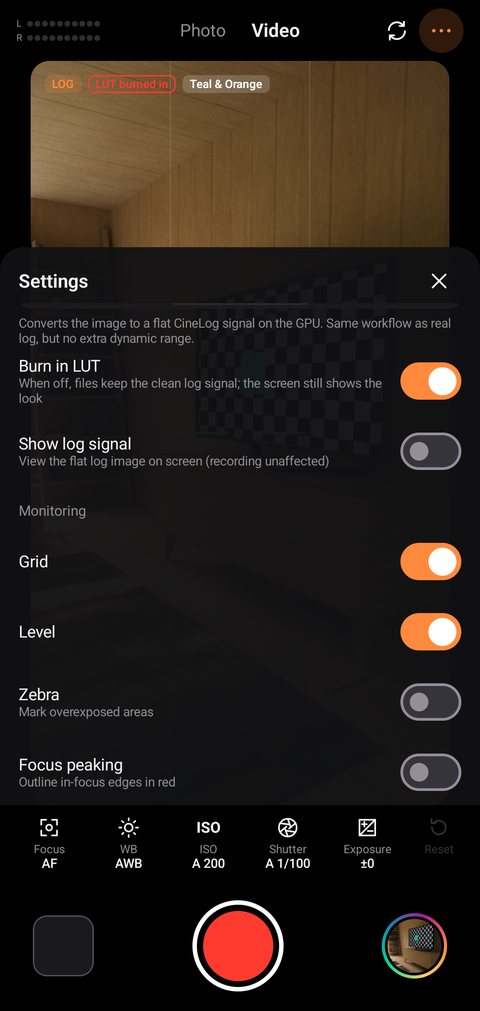 L
R
Photo
Video
LOG
LUT burned in
Teal & Orange
Settings
Converts the image to a flat CineLog signal on the GPU. Same workflow as real
log, but no extra dynamic range.
Burn in LUT
When off, files keep the clean log signal; the screen still shows the
look
Show log signal
View the flat log image on screen (recording unaffected)
Monitoring
Grid
Level
Zebra
Mark overexposed areas
Focus peaking
Outline in-focus edges in red
ISO
Focus
WB
ISO
Shutter
Exposure
Reset
AF
AWB
A 200
A 1/100
±0